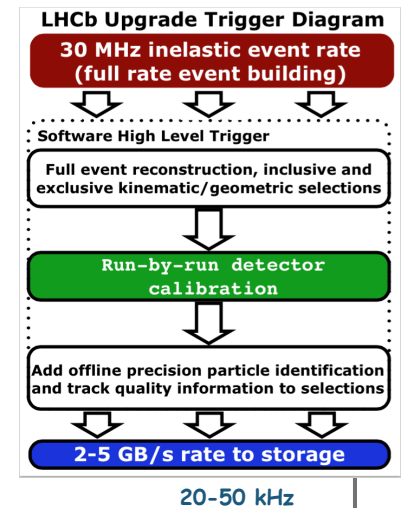 LHCb Upgrade Trigger Diagram
30 MHz inelastic event rate
(full rate event building)
Software High Level Trigger
Full event reconstruction, inclusive and
exclusive kinematic/geometric selections
Run-by-run detector
calibration
Add offline precision particle identification
and track quality information to selections
2-5 GB/s rate to storage
20-50 kHz